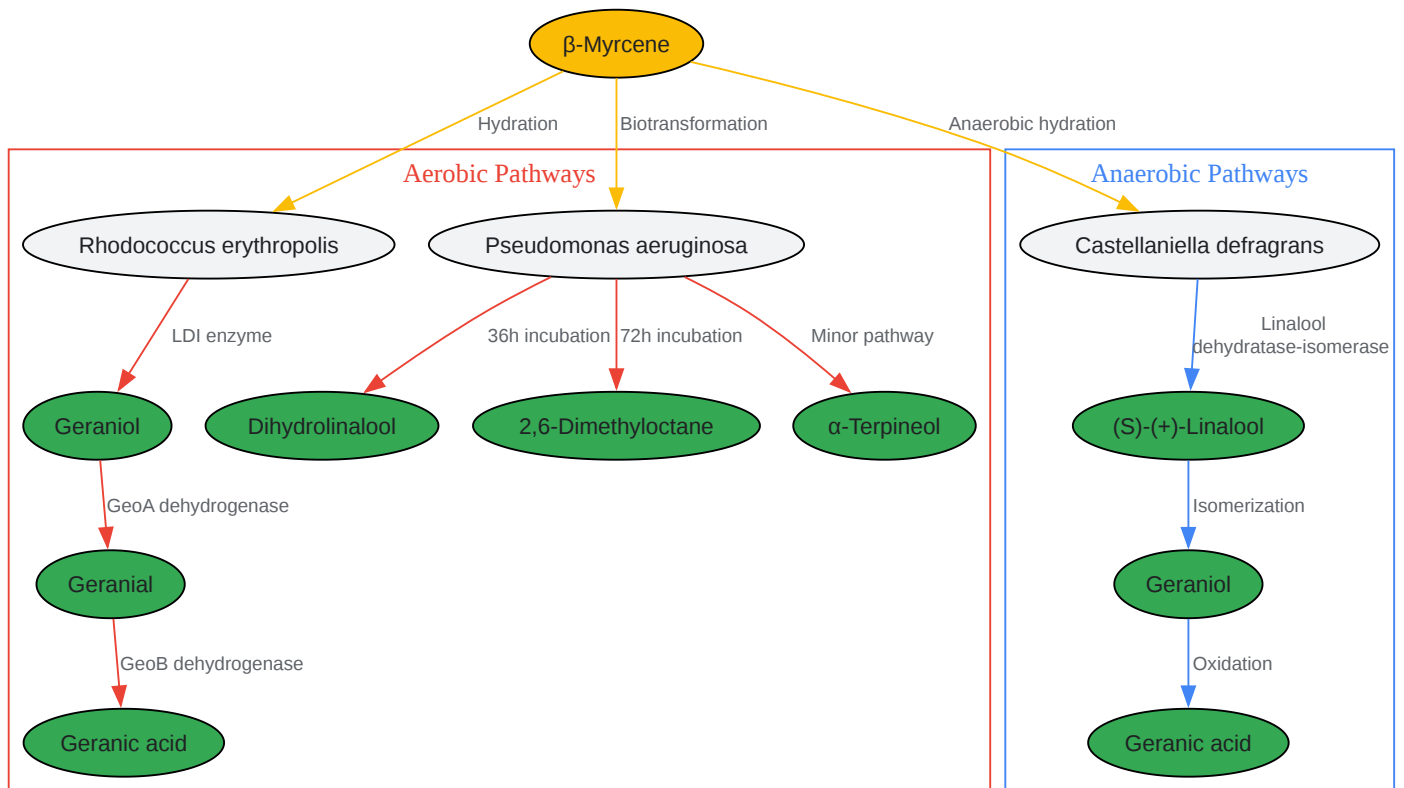 β-Myrcene
Hydration
Biotransformation
Anaerobic hydration
Aerobic Pathways
Anaerobic Pathways
Rhodococcus erythropolis
Pseudomonas aeruginosa
Castellaniella defragrans
LDI enzyme
36h incubation
72h incubation
Minor pathway
Linalool
dehydratase-isomerase
Geraniol
Dihydrolinalool
2,6-Dimethyloctane
α-Terpineol
(S)-(+)-Linalool
GeoA dehydrogenase
Isomerization
Geranial
Geraniol
GeoB dehydrogenase
Oxidation
Geranic acid
Geranic acid